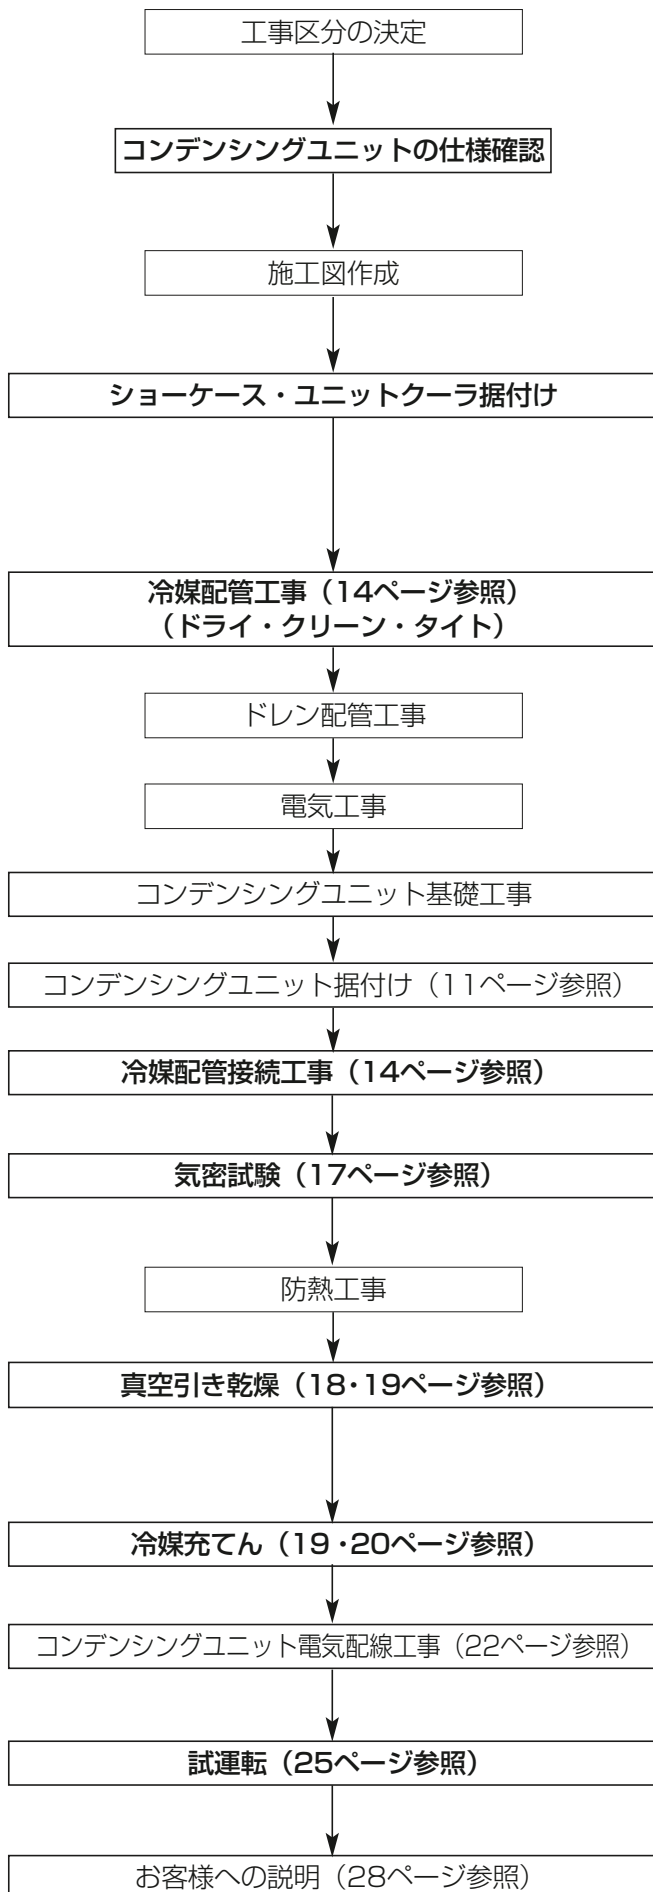 工事区分の決定
コンデンシングユニットの仕様確認
施工図作成
ショーケース・ユニットクーラ据付け
冷媒配管工事（14ページ参照）
（ドライ・クリーン・タイト）
ドレン配管工事
電気工事
コンデンシングユニット基礎工事
コンデンシングユニット据付け（11ページ参照）
冷媒配管接続工事（14ページ参照）
気密試験（17ページ参照）
防熱工事
真空引き乾燥（18・19ページ参照）
冷媒充てん（19・20ページ参照）
コンデンシングユニット電気配線工事（22ページ参照）
試運転（25ページ参照）
お客様への説明（28ページ参照）